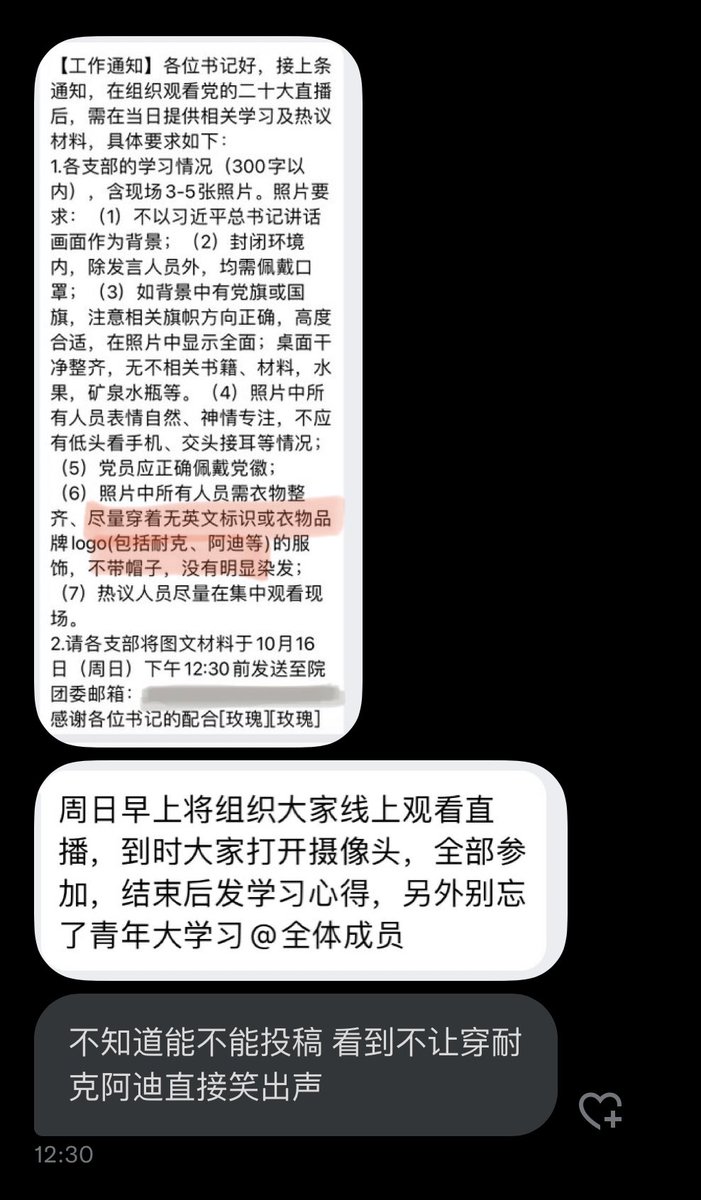 【工作通知】各位书记好，接上条
通知，在组织观看党的二十大直播
后，需在当日提供相关学习及热议
材料，具体要求如下：
1.各支部的学习情况（300字以
内），含现场3-5张照片。照片要
求：（1）不以习近平总书记讲话
画面作为背景；（2）封闭环境
内，除发言人员外，均需佩戴口
罩；（3）如背景中有党旗或国
旗，注意相关旗帜方向正确，高度
合适，在照片中显示全面；桌面干
净整齐，无不相关书籍、材料，水
果，矿泉水瓶等。（4）照片中所
有人员表情自然、神情专注，不应
有低头看手机、交头接耳等情况；
（5）党员应正确佩戴党徽；
（6）照片中所有人员需衣物整
齐、尽量穿着无英文标识或衣物品
牌logo(包括耐克、阿迪等)的服
饰，不带帽子，没有明显染发；
（7）热议人员尽量在集中观看现
场。
2.请各支部将图文材料于10月16
日（周日）下午12:30前发送至院
团委邮箱：
感谢各位书记的配合[玫瑰][玫瑰]
周日早上将组织大家线上观看直
播，到时大家打开摄像头，全部参
加，结束后发学习心得，另外别忘
了青年大学习@全体成员
不知道能不能投稿 看到不让穿耐
克阿迪直接笑出声
12:30